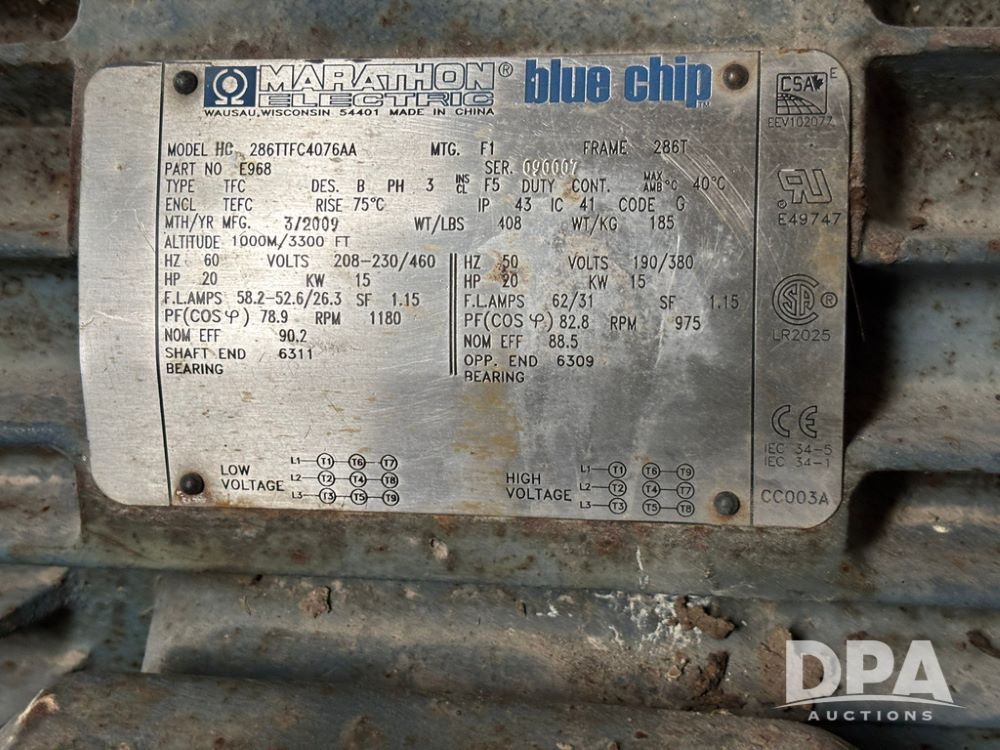 MARATHON® blue chip™
ELECTRIC
WAUSAU, WISCONSIN 54401 MADE IN CHINA
MODEL HC 286TTFC4076AA MTG. F1 FRAME 286T
PART NO E968 SER.
TYPE TFC DES. B PH 3 INS CL F5 DUTY CONT. MAX AMB°C 40°C
ENCL TEFC RISE 75°C IP 43 IC 41 CODE G
MTH/YR MFG. 3/2009 WT/LBS 408 WT/KG 185
ALTITUDE 1000M/3300 FT
HZ 60 VOLTS 208-230/460
HP 20 KW 15
F.L.AMPS 58.2-52.6/26.3 SF 1.15
PF(COS φ) 78.9 RPM 1180
NOM EFF 90.2
SHAFT END 6311
BEARING
HZ 50 VOLTS 190/380
HP 20 KW 15
F.L.AMPS 62/31 SF 1.15
PF(COS φ) 82.8 RPM 975
NOM EFF 88.5
OPP. END 6309
BEARING
LOW VOLTAGE
L1 T1 T6 T7
L2 T2 T4 T8
L3 T3 T5 T9
HIGH VOLTAGE
L1 T1 T6 T9
L2 T2 T4 T7
L3 T3 T5 T8
CSA E
EEV102077
RU®
E49747
SA®
LR2025
CE
IEC 34-5
IEC 34-1
CC003A
DPA
AUCTIONS